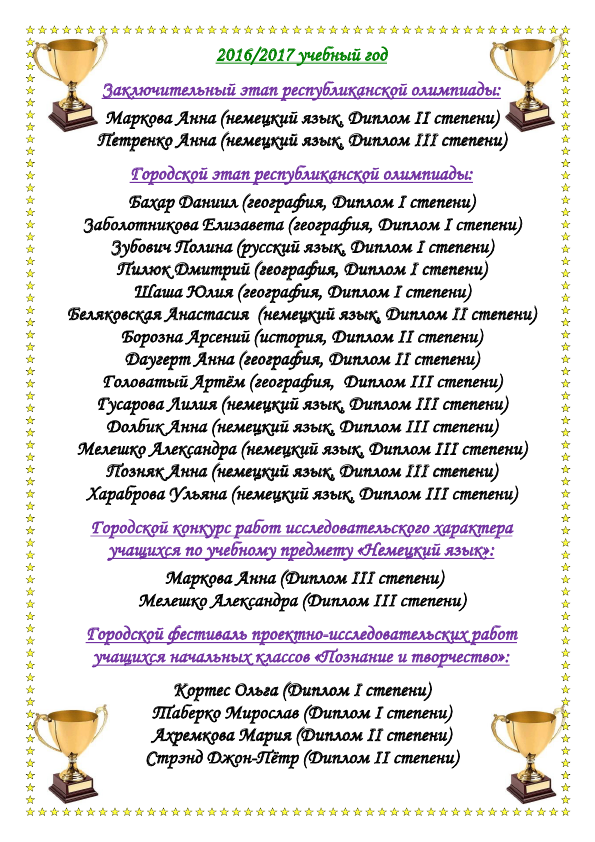 2016/2017 учебный год
Заключительный этап республиканской олимпиады:
Маркова Анна (немецкий язык, Диплом II степени)
Петренко Анна (немецкий язык, Диплом III степени)
Городской этап республиканской олимпиады:
Бахар Даниил (география, Диплом I степени)
Заболотникова Елизавета (география, Диплом I степени)
Зубович Полина (русский язык, Диплом I степени)
Пилюк Дмитрий (география, Диплом I степени)
Шаша Юлия (география, Диплом I степени)
Беляковская Анастасия (немецкий язык, Диплом II степени)
Борозна Арсений (история, Диплом II степени)
Даугерт Анна (география, Диплом II степени)
Головатый Артём (география, Диплом III степени)
Гусарова Лилия (немецкий язык, Диплом III степени)
Долбик Анна (немецкий язык, Диплом III степени)
Мелешко Александра (немецкий язык, Диплом III степени)
Позняк Анна (немецкий язык, Диплом III степени)
Хараброва Ульяна (немецкий язык, Диплом III степени)
Городской конкурс работ исследовательского характера
учащихся по учебному предмету «Немецкий язык»:
Маркова Анна (Диплом III степени)
Мелешко Александра (Диплом III степени)
Городской фестиваль проектно-исследовательских работ
учащихся начальных классов «Познание и творчество»:
Кортес Ольга (Диплом I степени)
Таберко Мирослав (Диплом I степени)
Ахремкова Мария (Диплом II степени)
Стрэнд Джон-Пётр (Диплом II степени)